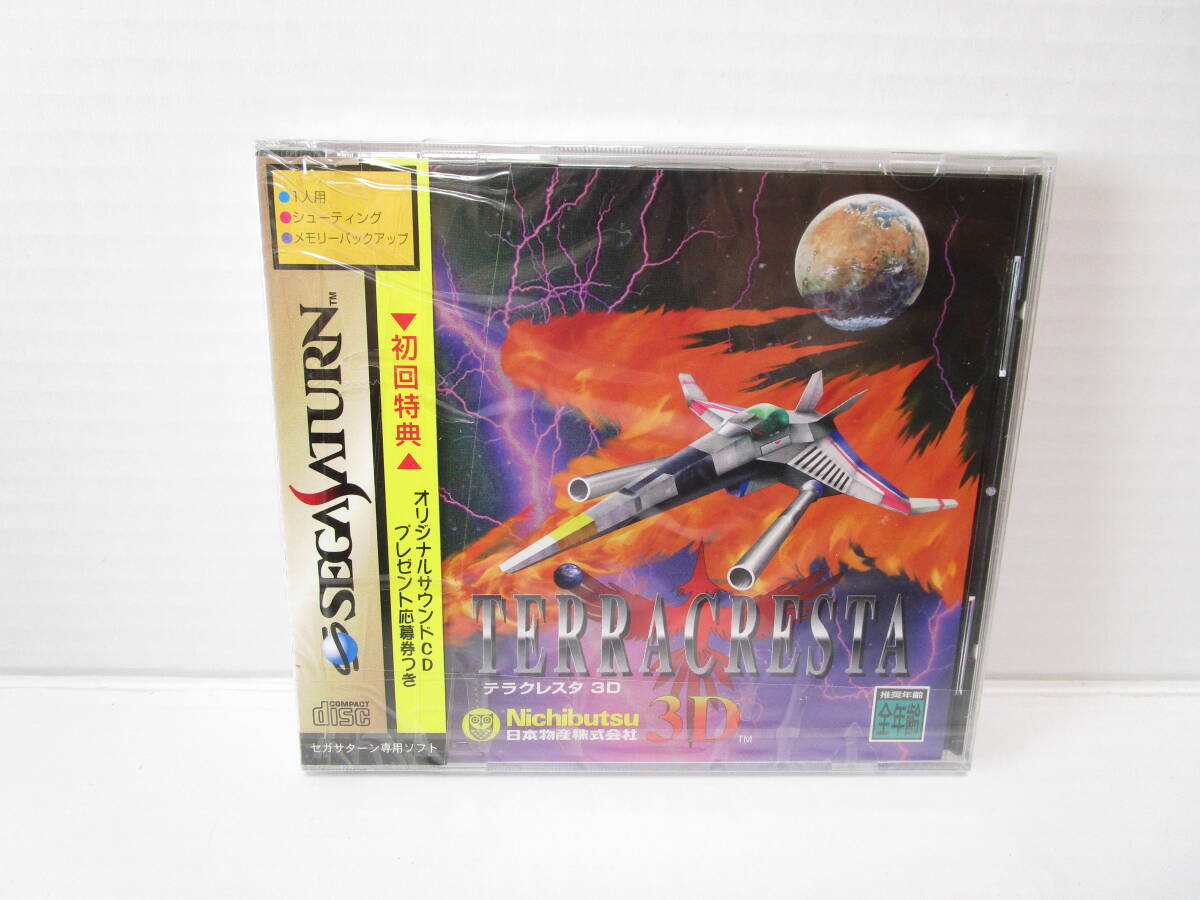 ●1人用
●シューティング
●メモリーバックアップ
SEGA SATURN™
COMPACT
disc
セガサターン専用ソフト
▼初回特典▲
オリジナルサウンドCD
プレゼント応募券つき
TERRACRESTA
テラクレスタ 3D
3D™
Nichibutsu
日本物産株式会社
推奨年齢
全年齢